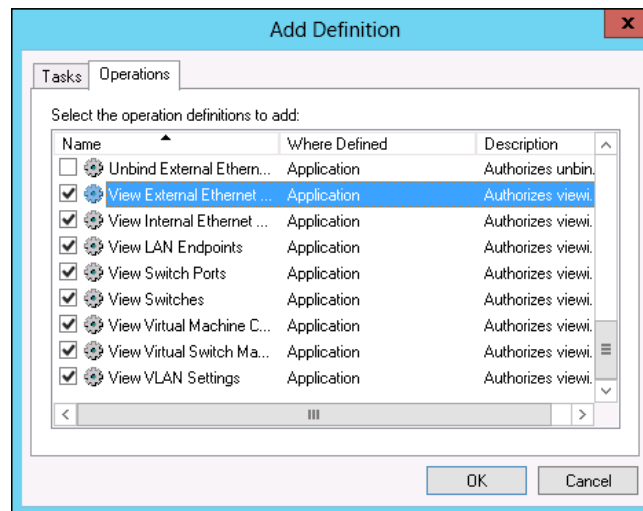 Add Definition
x
Tasks Operations
Select the operation definitions to add:
Name Where Defined Description
Unbind External Ethern... Application Authorizes unbin.
View External Ethernet ... Application Authorizes viewi.
View Internal Ethernet ... Application Authorizes viewi.
View LAN Endpoints Application Authorizes viewi.
View Switch Ports Application Authorizes viewi.
View Switches Application Authorizes viewi.
View Virtual Machine C... Application Authorizes viewi.
View Virtual Switch Ma... Application Authorizes viewi.
View VLAN Settings Application Authorizes viewi.
OK Cancel